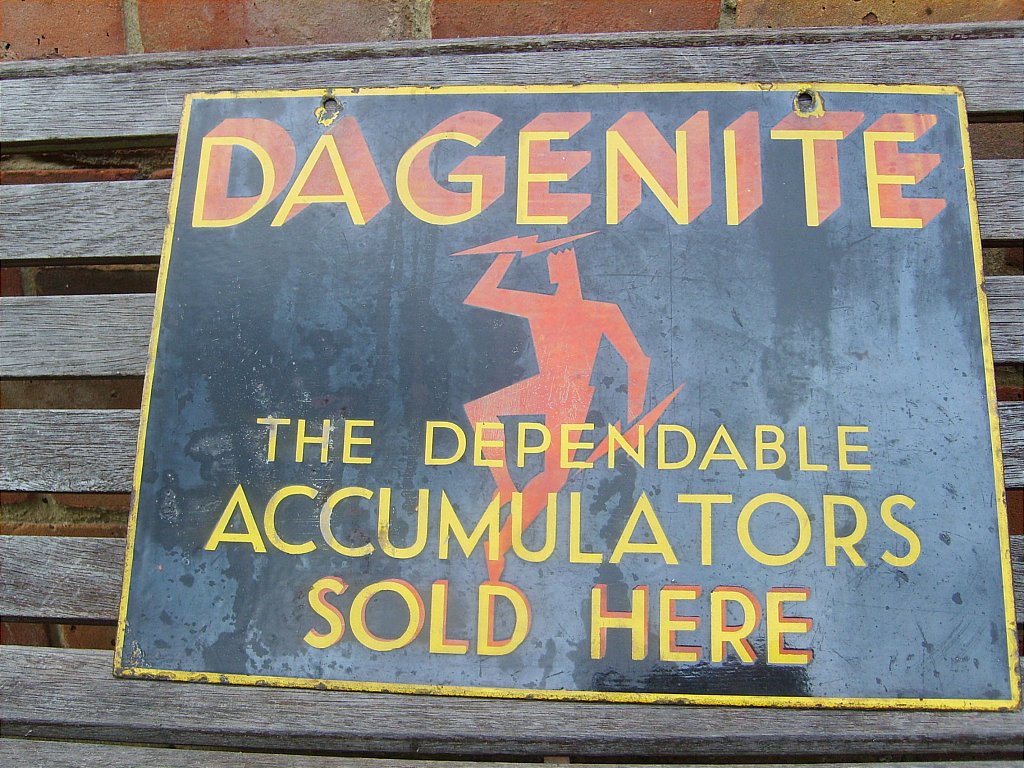 DAGENITE
THE DEPENDABLE
ACCUMULATORS
SOLD HERE